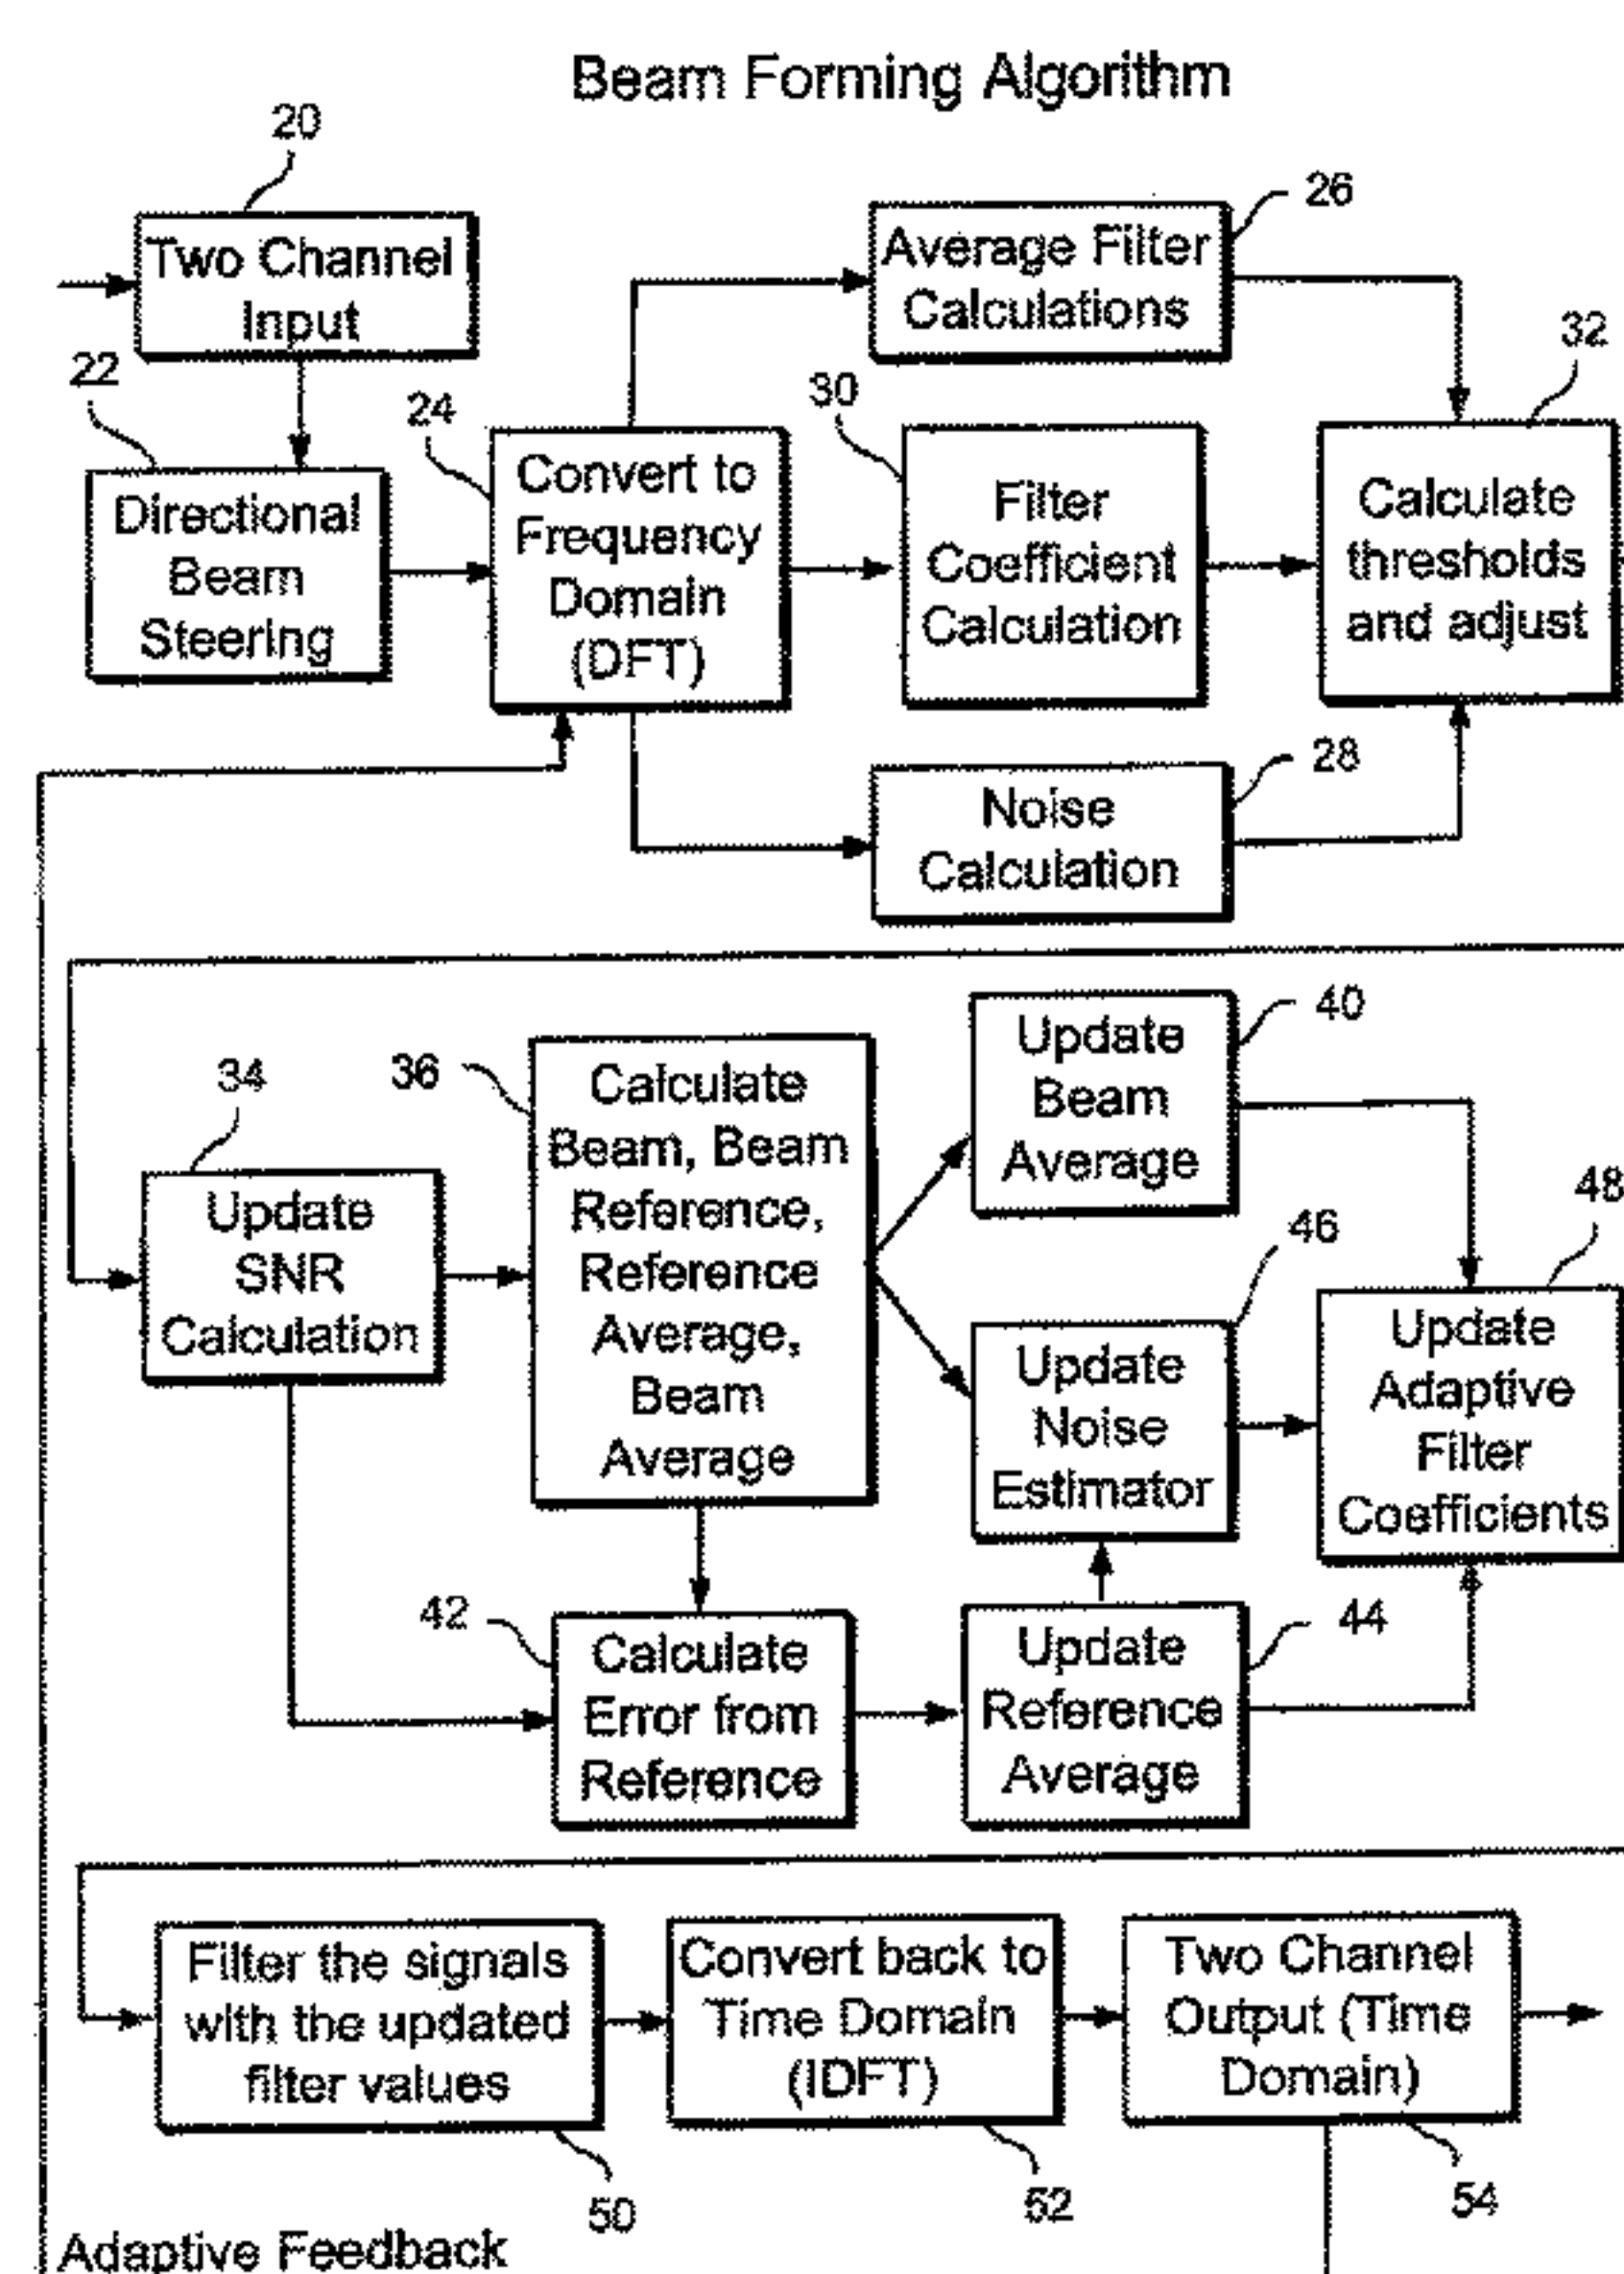 Beam Forming Algorithm
20
Two Channel
Input
22
Directional
Beam
Steering
24
Convert to
Frequency
Domain
(DFT)
26
Average Filter
Calculations
30
Filter
Coefficient
Calculation
32
Calculate
thresholds
and adjust
28
Noise
Calculation
34
Update
SNR
Calculation
36
Calculate
Beam, Beam
Reference,
Reference
Average,
Beam
Average
40
Update
Beam
Average
46
Update
Noise
Estimator
48
Update
Adaptive
Filter
Coefficients
42
Calculate
Error from
Reference
44
Update
Reference
Average
Filter the signals
with the updated
filter values
50
Convert back to
Time Domain
(IDFT)
52
Two Channel
Output (Time
Domain)
54
Adaptive Feedback